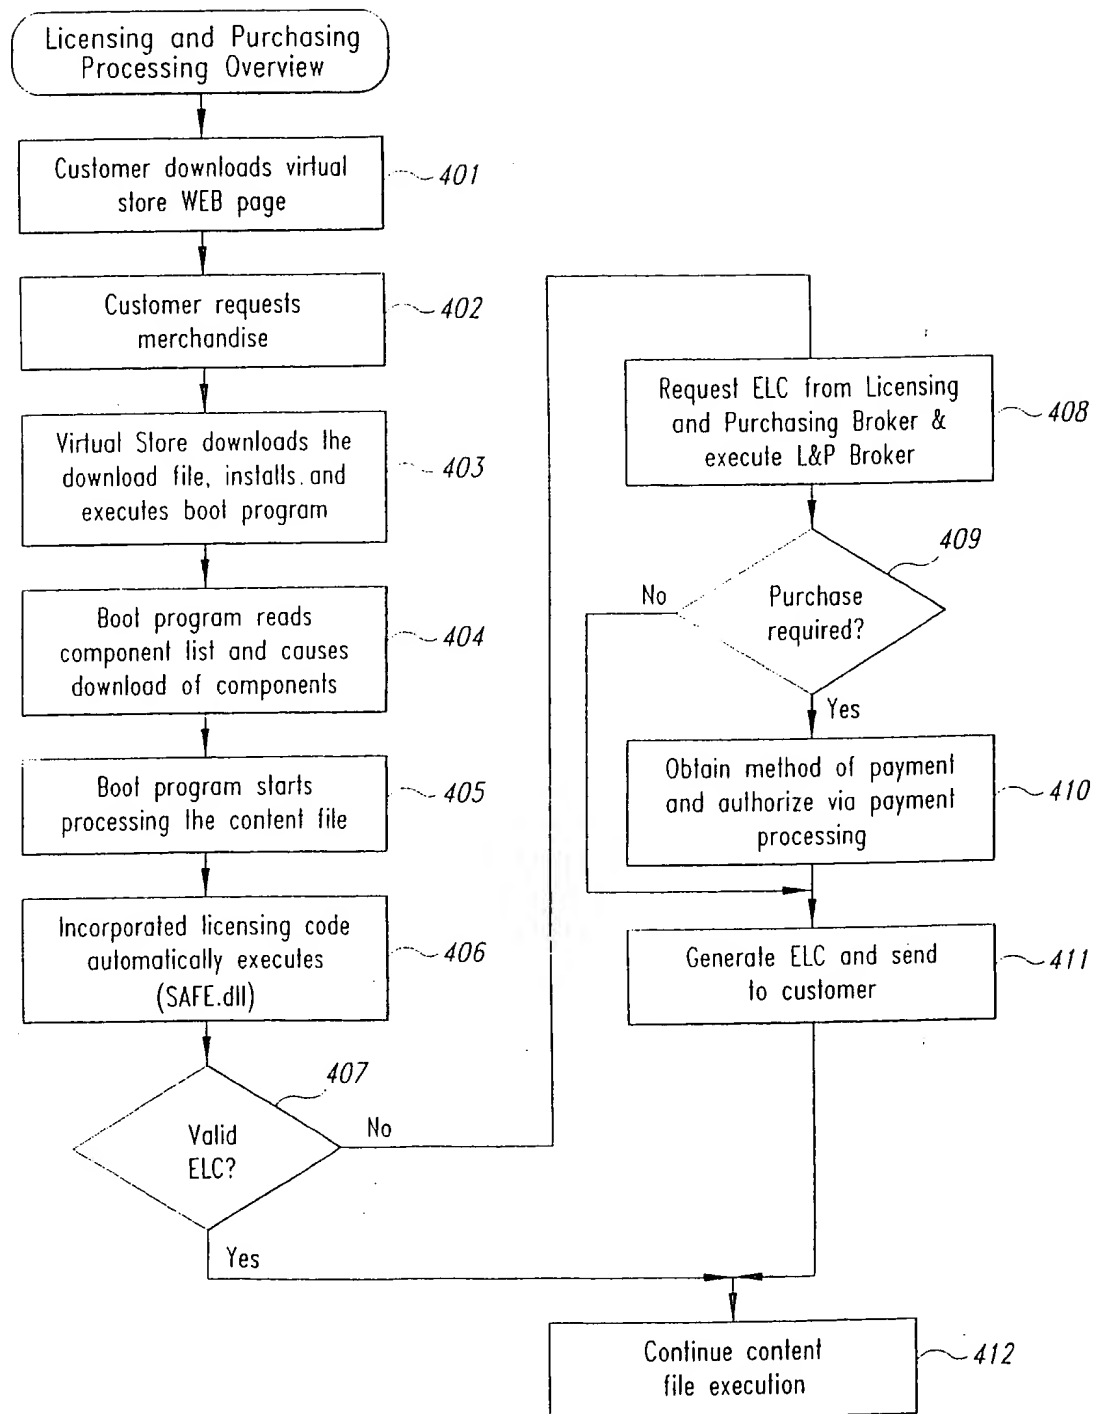 Licensing and Purchasing
Processing Overview
Customer downloads virtual
store WEB page
401
Customer requests
merchandise
402
Virtual Store downloads the
download file, installs.and
executes boot program
403
Boot program reads
component list and causes
download of components
404
Boot program starts
processing the content file
405
Incorporated licensing code
automatically executes
(SAFE.dll)
406
407
Valid
ELC?
No
Yes
Request ELC from Licensing
and Purchasing Broker &
execute L&P Broker
408
409
Purchase
required?
No
Yes
Obtain method of payment
and authorize via payment
processing
410
Generate ELC and send
to customer
411
Continue content
file execution
412